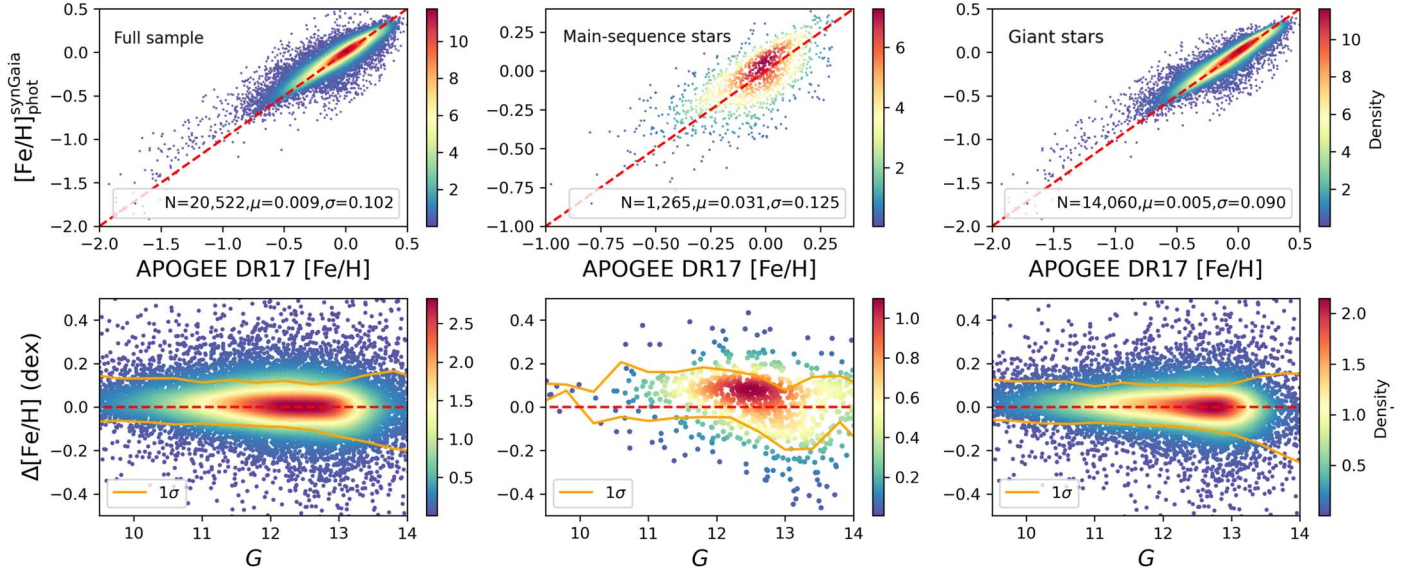 Full sample
N=20,522,μ=0.009,σ=0.102
[Fe/H]synGaia phot
APOGEE DR17 [Fe/H]
0.5
0.0
−0.5
−1.0
−1.5
−2.0
−2.0 −1.5 −1.0 −0.5 0.0 0.5
10
8
6
4
2
Main-sequence stars
N=1,265,μ=0.031,σ=0.125
APOGEE DR17 [Fe/H]
0.25
0.00
−0.25
−0.50
−0.75
−1.00
−1.00 −0.75 −0.50 −0.25 0.00 0.25
6
4
2
Giant stars
N=14,060,μ=0.005,σ=0.090
APOGEE DR17 [Fe/H]
0.5
0.0
−0.5
−1.0
−1.5
−2.0
−2.0 −1.5 −1.0 −0.5 0.0 0.5
10
8
6
4
2
Density
Δ[Fe/H] (dex)
0.4
0.2
0.0
−0.2
−0.4
1σ
10 11 12 13 14
G
2.5
2.0
1.5
1.0
0.5
0.4
0.2
0.0
−0.2
−0.4
1σ
10 11 12 13 14
G
1.0
0.8
0.6
0.4
0.2
0.4
0.2
0.0
−0.2
−0.4
1σ
10 11 12 13 14
G
2.0
1.5
1.0
0.5
Density